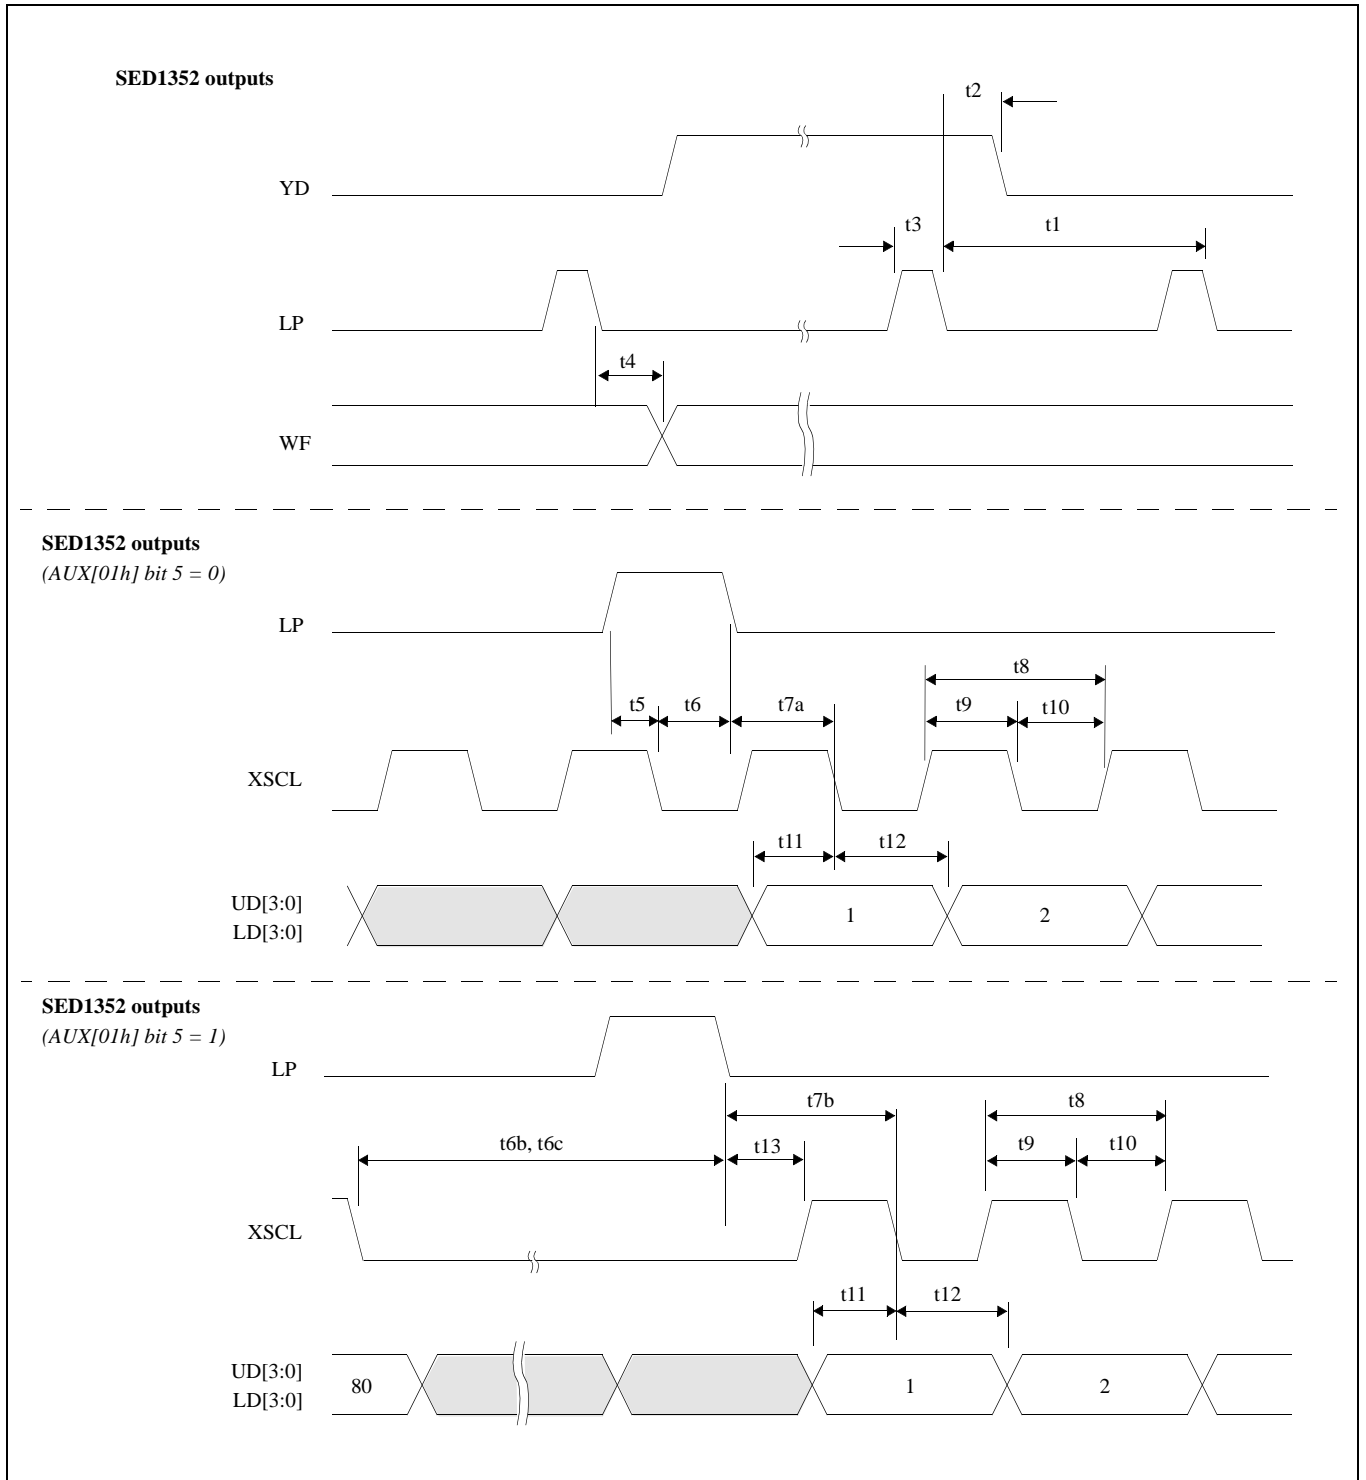 SED1352 outputs
t2
YD
t3
t1
LP
t4
WF
SED1352 outputs
(AUX[01h] bit 5 = 0)
LP
t8
t5
t6
t7a
t9
t10
XSCL
t11
t12
UD[3:0]
LD[3:0]
1
2
SED1352 outputs
(AUX[01h] bit 5 = 1)
LP
t7b
t8
t6b, t6c
t13
t9
t10
XSCL
t11
t12
UD[3:0]
LD[3:0]
80
1
2